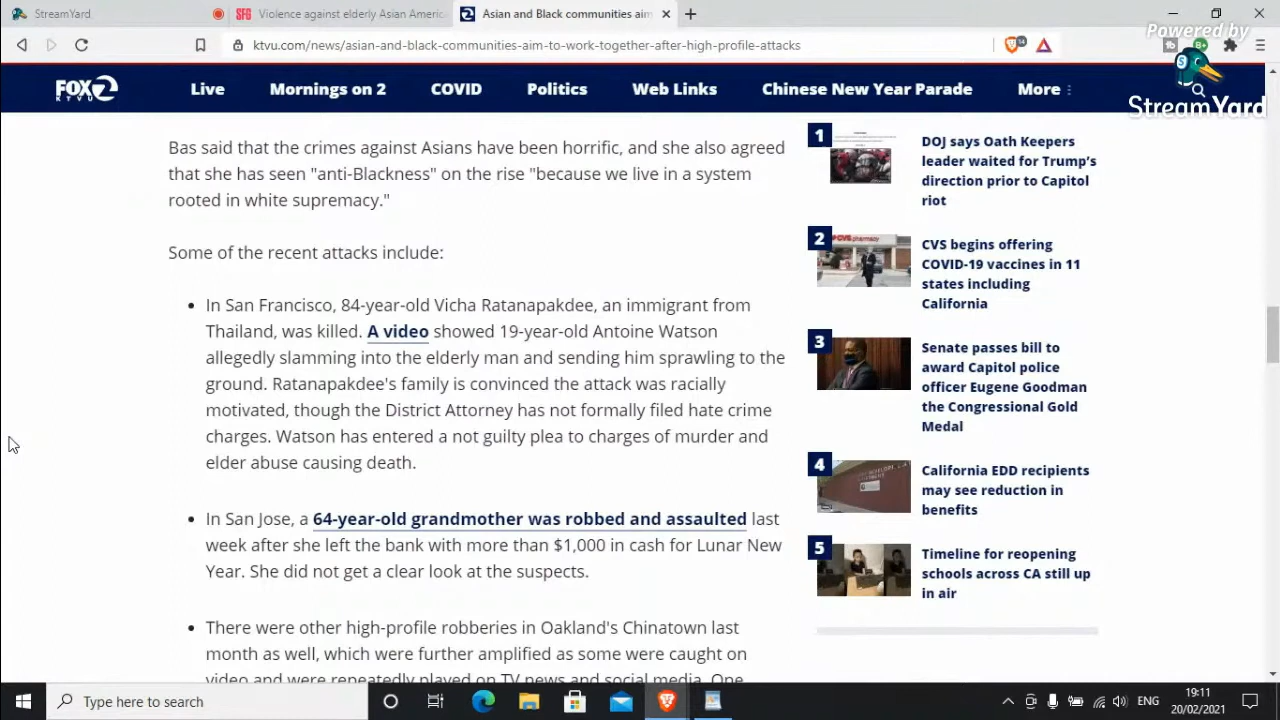 StreamYard
SFG Violence against elderly Asian Americ
2 Asian and Black communities aim
Powered by
ktvu.com/news/asian-and-black-communities-aim-to-work-together-after-high-profile-attacks
14
StreamYard
FOX 2
KTVU
Live
Mornings on 2
COVID
Politics
Web Links
Chinese New Year Parade
More
Bas said that the crimes against Asians have been horrific, and she also agreed
that she has seen "anti-Blackness" on the rise "because we live in a system
rooted in white supremacy."
Some of the recent attacks include:
• In San Francisco, 84-year-old Vicha Ratanapakdee, an immigrant from
Thailand, was killed. A video showed 19-year-old Antoine Watson
allegedly slamming into the elderly man and sending him sprawling to the
ground. Ratanapakdee's family is convinced the attack was racially
motivated, though the District Attorney has not formally filed hate crime
charges. Watson has entered a not guilty plea to charges of murder and
elder abuse causing death.
• In San Jose, a 64-year-old grandmother was robbed and assaulted last
week after she left the bank with more than $1,000 in cash for Lunar New
Year. She did not get a clear look at the suspects.
• There were other high-profile robberies in Oakland's Chinatown last
month as well, which were further amplified as some were caught on
video and were repeatedly played on TV news and social media. One
1
DOJ says Oath Keepers
leader waited for Trump's
direction prior to Capitol
riot
2
CVS pharmacy
CVS begins offering
COVID-19 vaccines in 11
states including
California
3
Senate passes bill to
award Capitol police
officer Eugene Goodman
the Congressional Gold
Medal
4
California EDD recipients
may see reduction in
benefits
5
Timeline for reopening
schools across CA still up
in air
Type here to search
ENG
19:11
20/02/2021